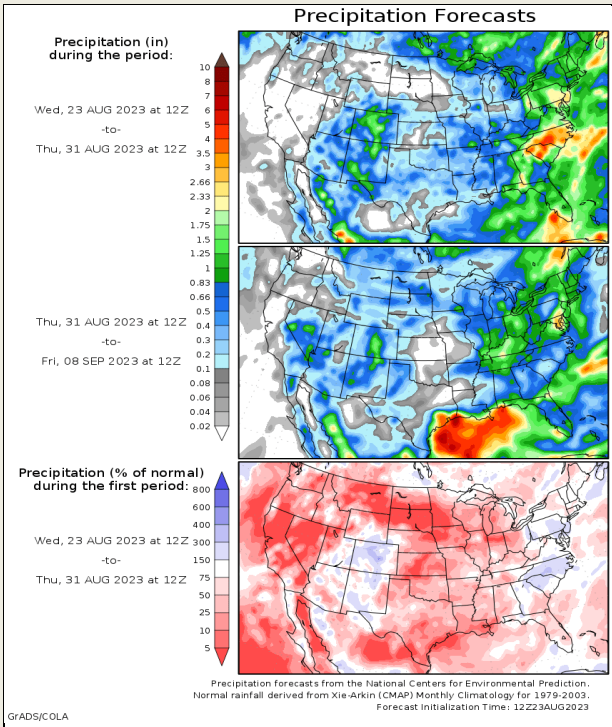 Precipitation Forecasts
Precipitation (in)
during the period:
Wed, 23 AUG 2023 at 12Z
-to-
Thu, 31 AUG 2023 at 12Z
10
8
7
6
5
4
3.5
3
2.66
2.33
2
1.75
1.5
1.25
1
0.83
0.66
0.5
0.4
0.3
0.2
0.1
0.08
0.06
0.04
0.02
Thu, 31 AUG 2023 at 12Z
-to-
Fri, 08 SEP 2023 at 12Z
Precipitation (% of normal)
during the first period:
Wed, 23 AUG 2023 at 12Z
-to-
Thu, 31 AUG 2023 at 12Z
800
600
400
300
150
75
50
25
10
5
Precipitation forecasts from the National Centers for Environmental Prediction.
Normal rainfall derived from Xie-Arkin (CMAP) Monthly Climatology for 1979-2003.
Forecast Initialization Time: 12Z23AUG2023
GrADS/COLA